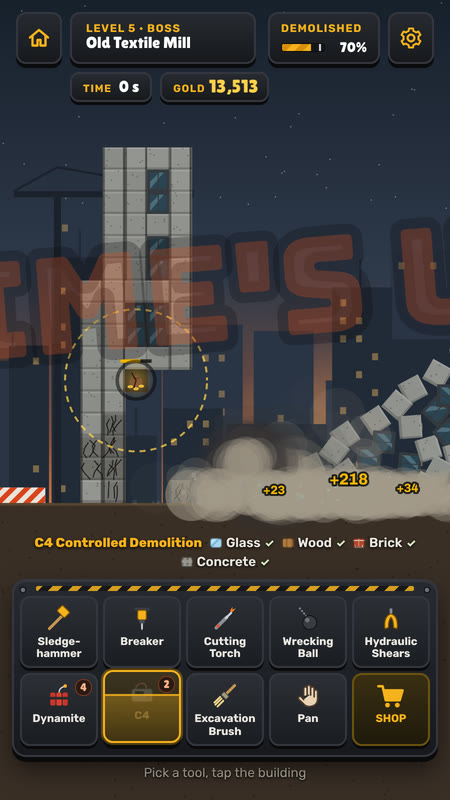 LEVEL 5 • BOSS
Old Textile Mill
DEMOLISHED
70%
TIME 0 s
GOLD 13,513
IME'S U
+218
+23
+34
C4 Controlled Demolition Glass ✓ Wood ✓ Brick ✓
Concrete ✓
Sledge-
hammer
Breaker
Cutting
Torch
Wrecking
Ball
Hydraulic
Shears
4
Dynamite
2
C4
Excavation
Brush
Pan
SHOP
Pick a tool, tap the building